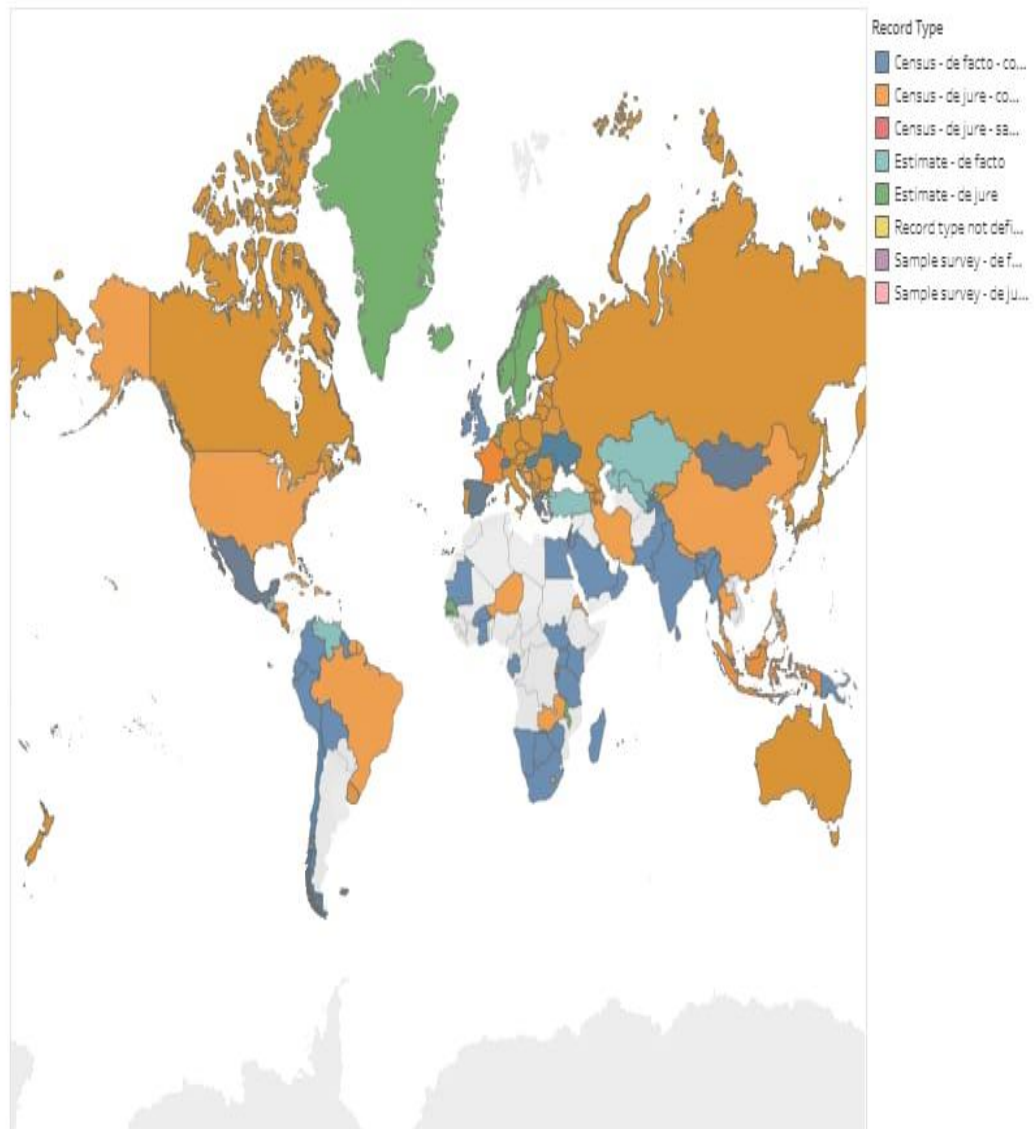 Record Type
Census - de facto - co...
Census - de jure - co...
Census - de jure - sa...
Estimate - de facto
Estimate - de jure
Record type not defi...
Sample survey - de f...
Sample survey - de ju...